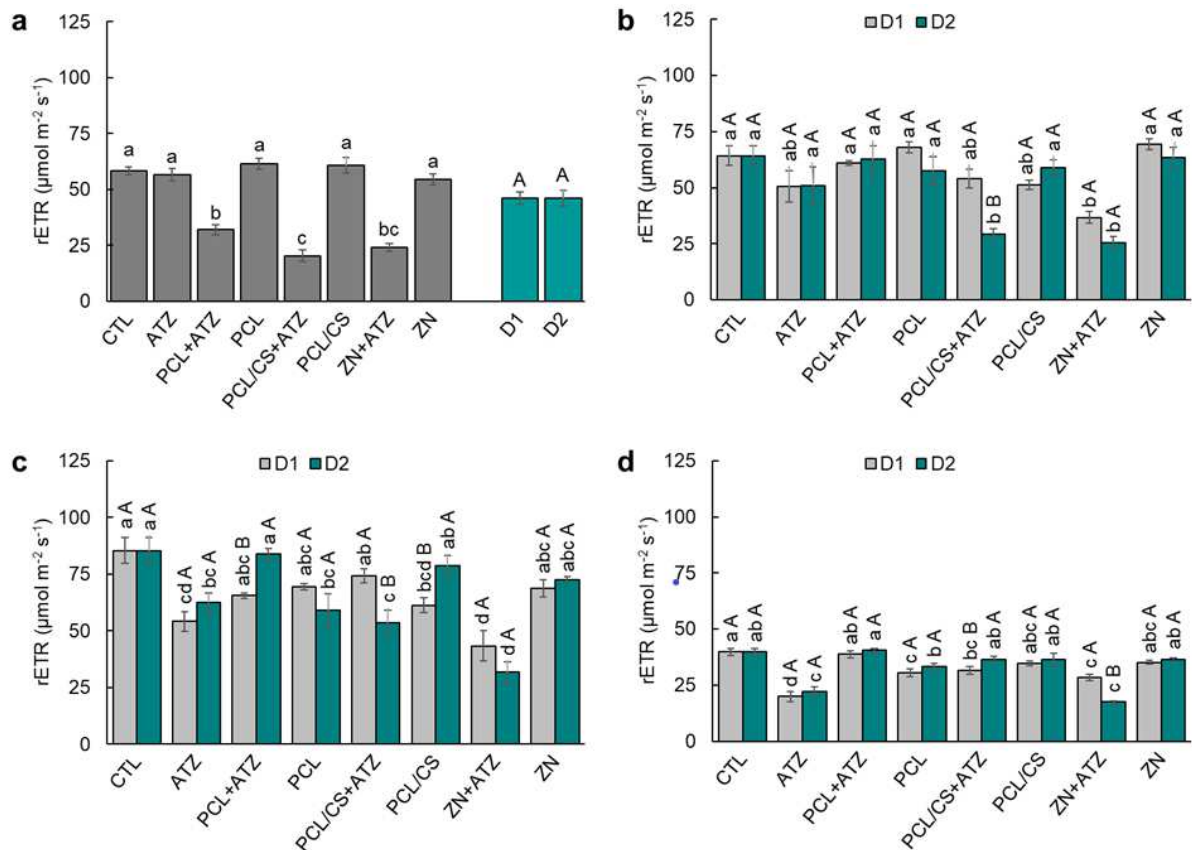 a
rETR (µmol m⁻² s⁻¹)
125
100
75
50
25
0
a
a
b
a
c
a
bc
a
A
A
CTL
ATZ
PCL+ATZ
PCL
PCL/CS+ATZ
PCL/CS
ZN+ATZ
ZN
D1
D2
b
D1 D2
rETR (µmol m⁻² s⁻¹)
125
100
75
50
25
0
a A
a A
ab A
a A
a A
a A
a A
a A
ab A
b B
ab A
a A
b A
b A
a A
a A
CTL
ATZ
PCL+ATZ
PCL
PCL/CS+ATZ
PCL/CS
ZN+ATZ
ZN
c
D1 D2
rETR (µmol m⁻² s⁻¹)
125
100
75
50
25
0
a A
a A
cd A
bc A
abc B
a A
abc A
bc A
ab A
c B
bcd B
ab A
d A
d A
abc A
abc A
CTL
ATZ
PCL+ATZ
PCL
PCL/CS+ATZ
PCL/CS
ZN+ATZ
ZN
d
D1 D2
rETR (µmol m⁻² s⁻¹)
125
100
75
50
25
0
a A
ab A
d A
c A
ab A
a A
c A
b A
bc B
ab A
abc A
ab A
c A
c B
abc A
ab A
CTL
ATZ
PCL+ATZ
PCL
PCL/CS+ATZ
PCL/CS
ZN+ATZ
ZN